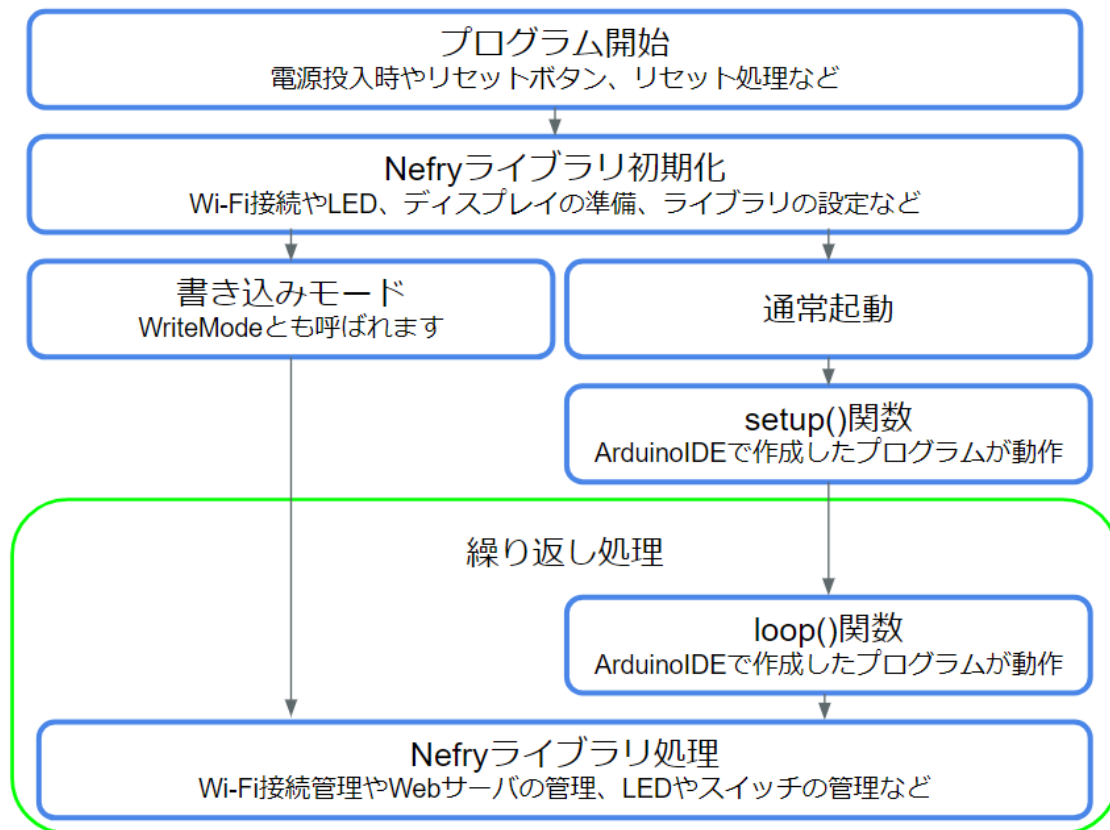 プログラム開始
電源投入時やリセットボタン、リセット処理など
Nefryライブラリ初期化
Wi-Fi接続やLED、ディスプレイの準備、ライブラリの設定など
書き込みモード
WriteModeとも呼ばれます
通常起動
setup()関数
ArduinoIDEで作成したプログラムが動作
繰り返し処理
loop()関数
ArduinoIDEで作成したプログラムが動作
Nefryライブラリ処理
Wi-Fi接続管理やWebサーバの管理、LEDやスイッチの管理など